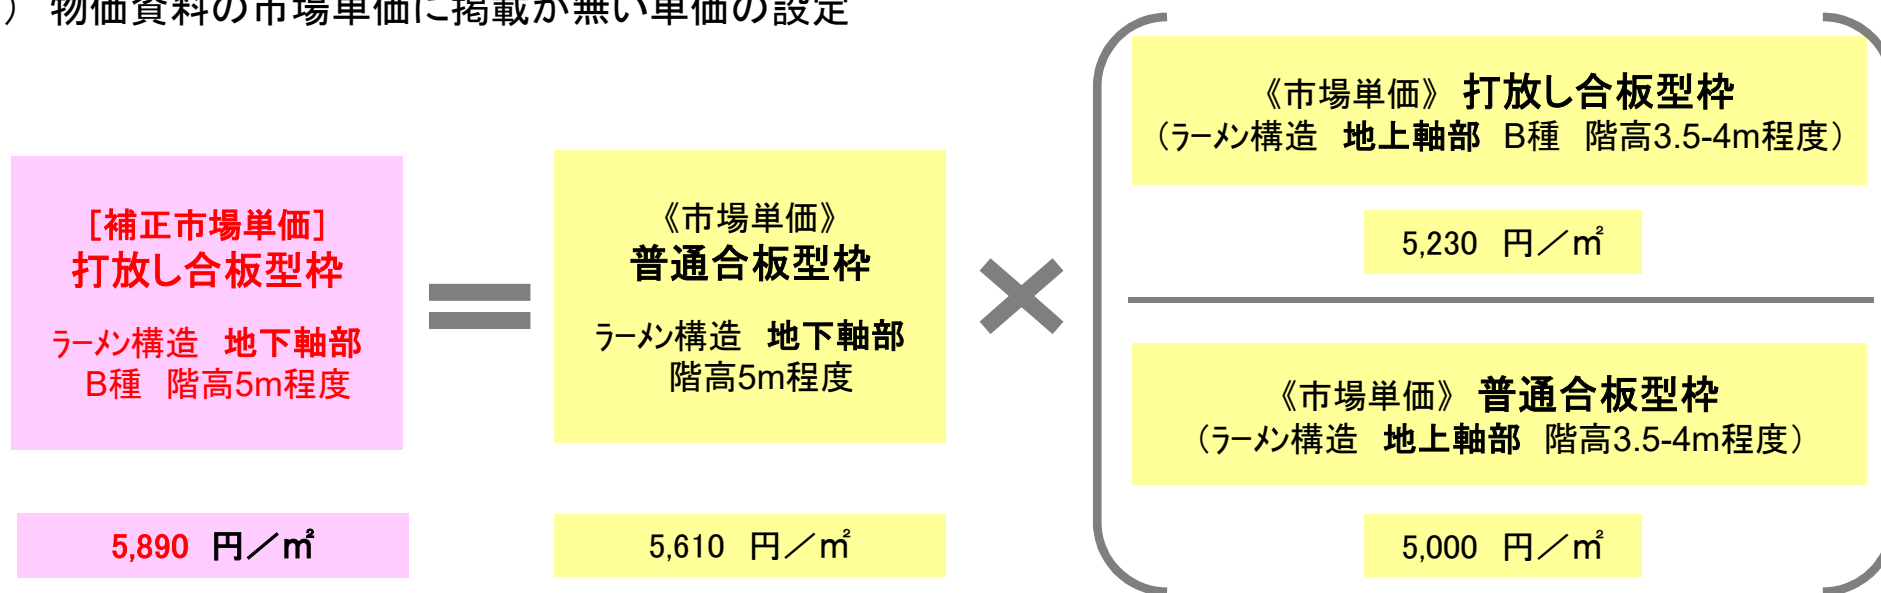 ） 物価資料の市場単価に掲載が無い単価の設定
［補正市場単価］
打放し合板型枠
ﾗｰﾒﾝ構造　地下軸部
B種　階高5m程度
5,890　円／㎡
＝
《市場単価》
普通合板型枠
ﾗｰﾒﾝ構造　地下軸部
階高5m程度
5,610　円／㎡
×
《市場単価》 打放し合板型枠
（ﾗｰﾒﾝ構造　地上軸部　B種　階高3.5-4m程度）
5,230　円／㎡
《市場単価》 普通合板型枠
（ﾗｰﾒﾝ構造　地上軸部　階高3.5-4m程度）
5,000　円／㎡